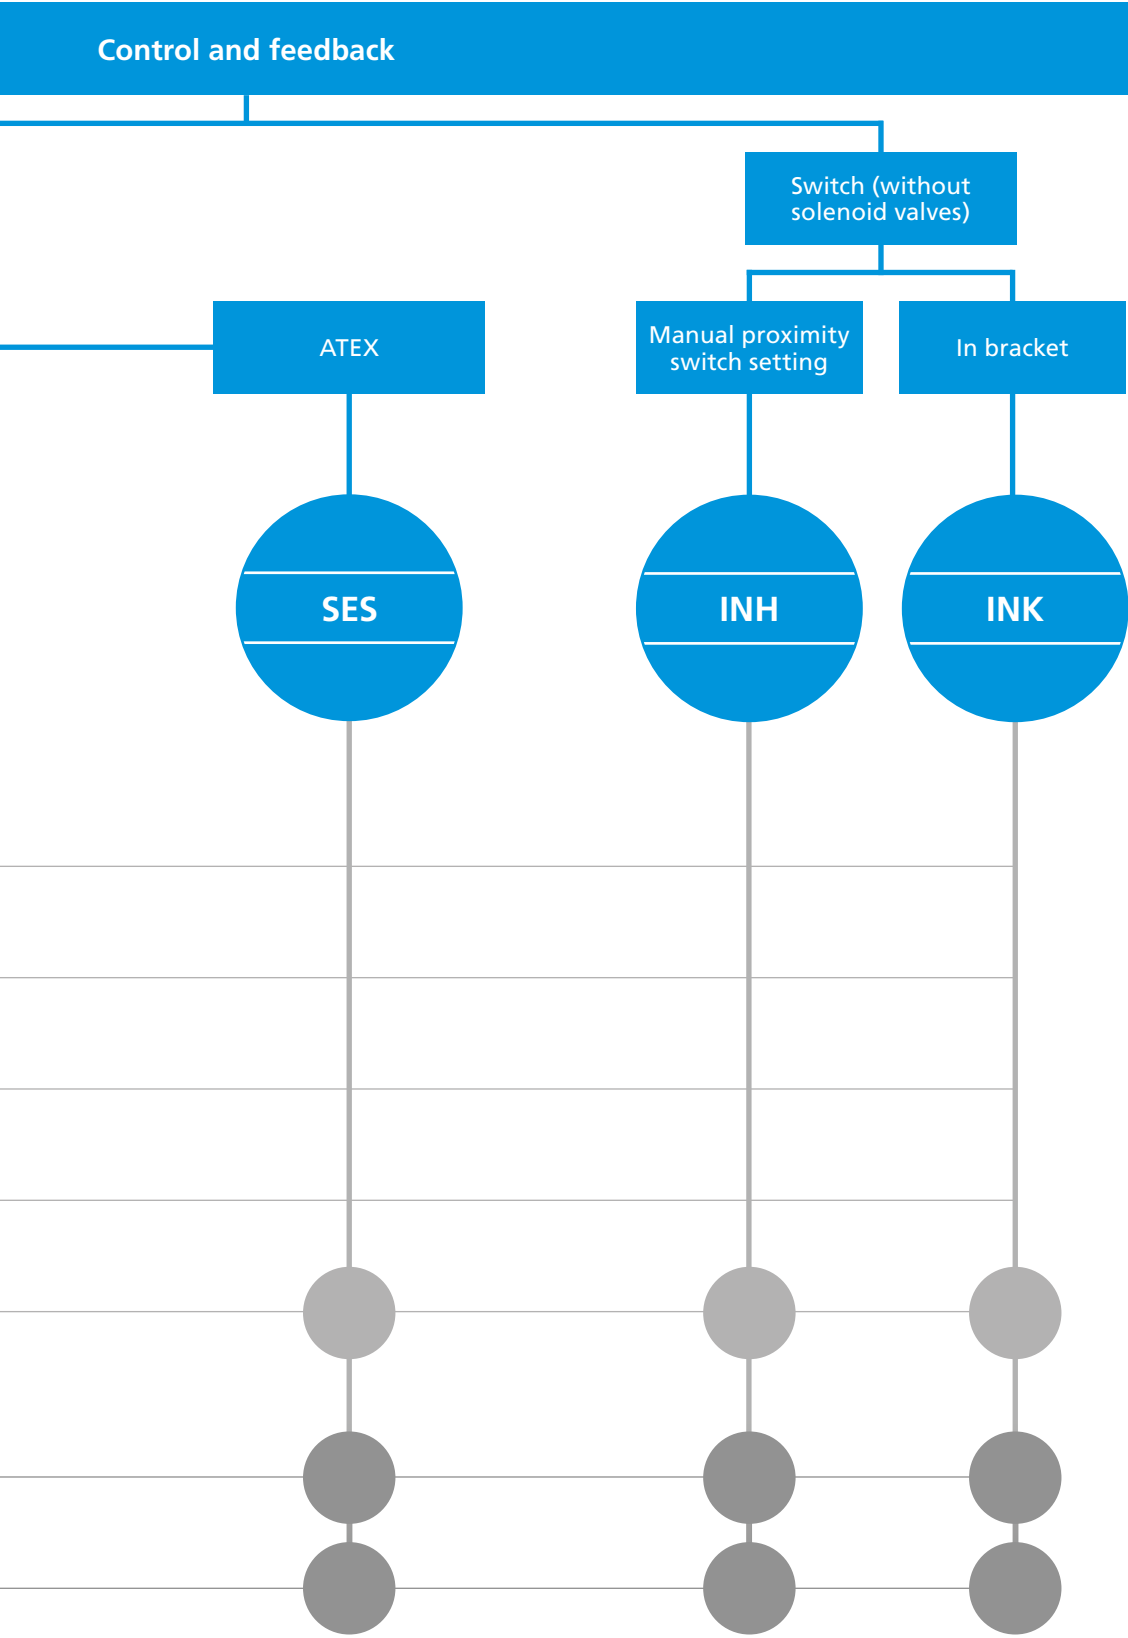 Control and feedback
Switch (without
solenoid valves)
ATEX
Manual proximity
switch setting
In bracket
SES
INH
INK